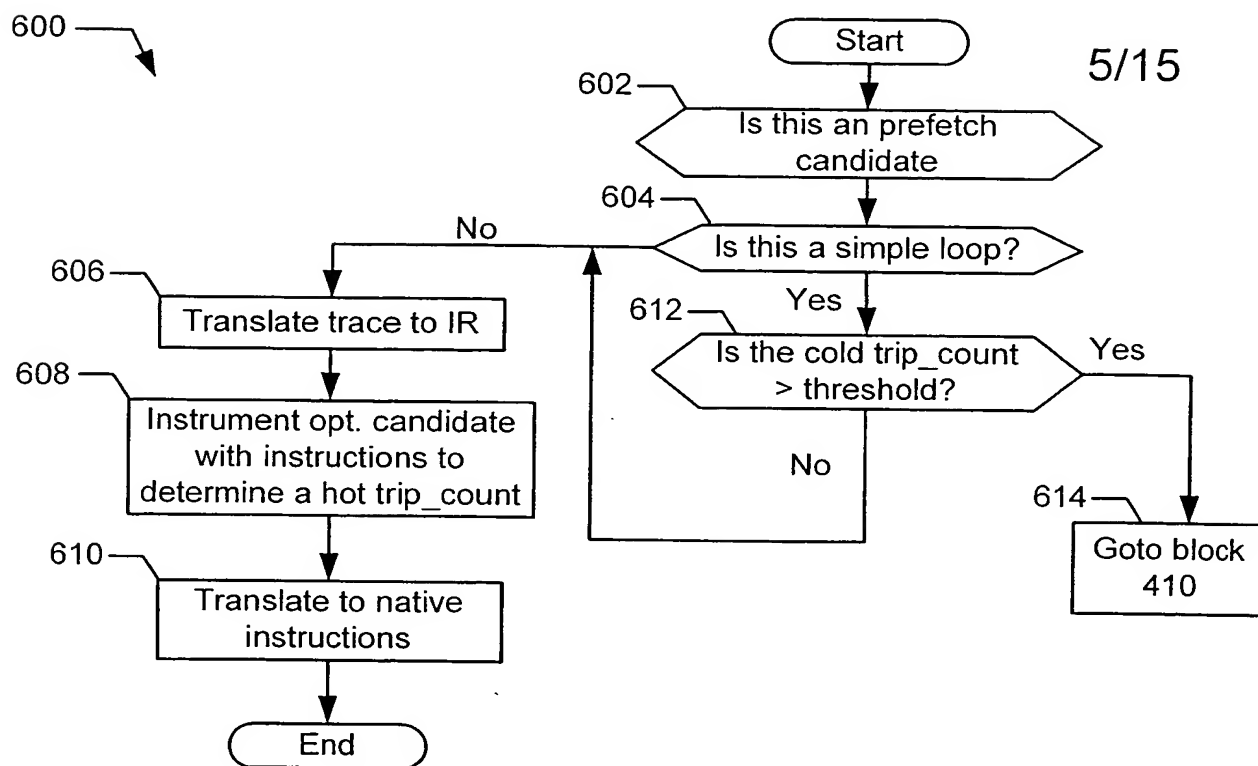 600
Start
5/15
602
Is this an prefetch
candidate
604
No
Is this a simple loop?
606
Translate trace to IR
Yes
612
Is the cold trip_count
> threshold?
Yes
608
Instrument opt. candidate
with instructions to
determine a hot trip_count
No
610
Translate to native
instructions
614
Goto block
410
End